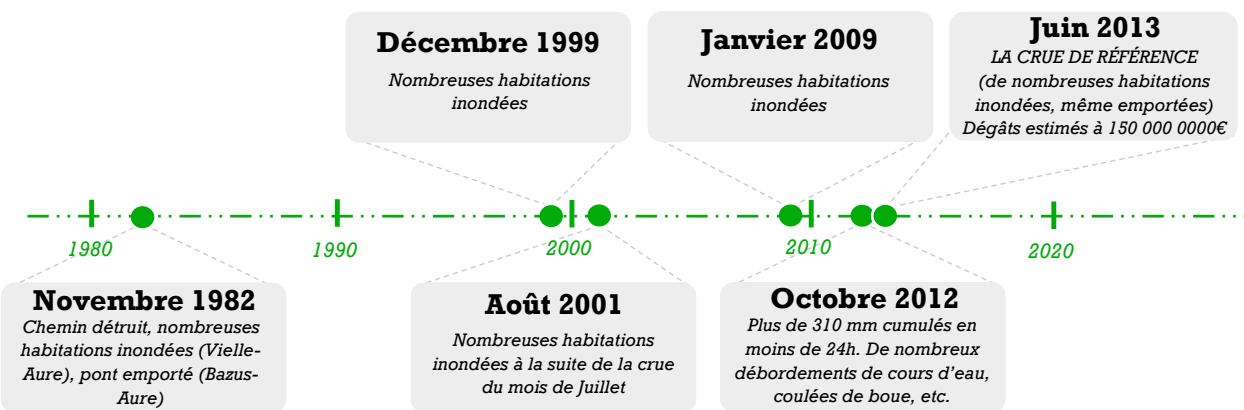 Décembre 1999
Nombreuses habitations
inondées
Janvier 2009
Nombreuses habitations
inondées
Juin 2013
LA CRUE DE RÉFÉRENCE
(de nombreuses habitations
inondées, même emportées)
Dégâts estimés à 150 000 0000€
1980
1990
2000
2010
2020
Novembre 1982
Chemin détruit, nombreuses
habitations inondées (Vielle-
Aure), pont emporté (Bazus-
Aure)
Août 2001
Nombreuses habitations
inondées à la suite de la crue
du mois de Juillet
Octobre 2012
Plus de 310 mm cumulés en
moins de 24h. De nombreux
débordements de cours d'eau,
coulées de boue, etc.